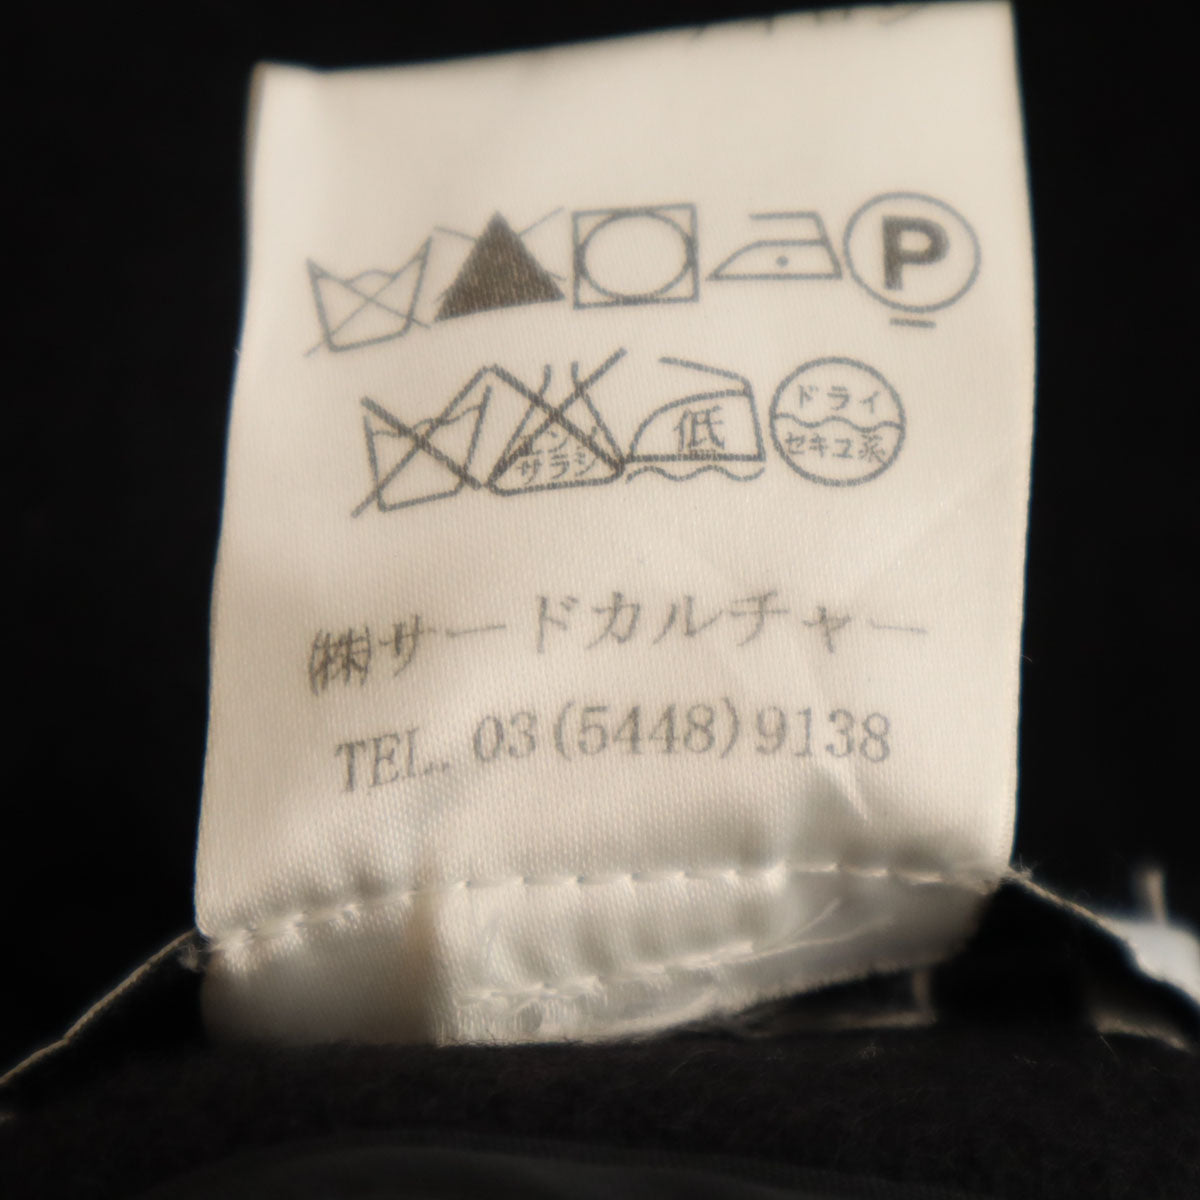 P
エンソ
サラシ
低
ドライ
セキユ系
㈱サードカルチャー
TEL. 03(5448)9138